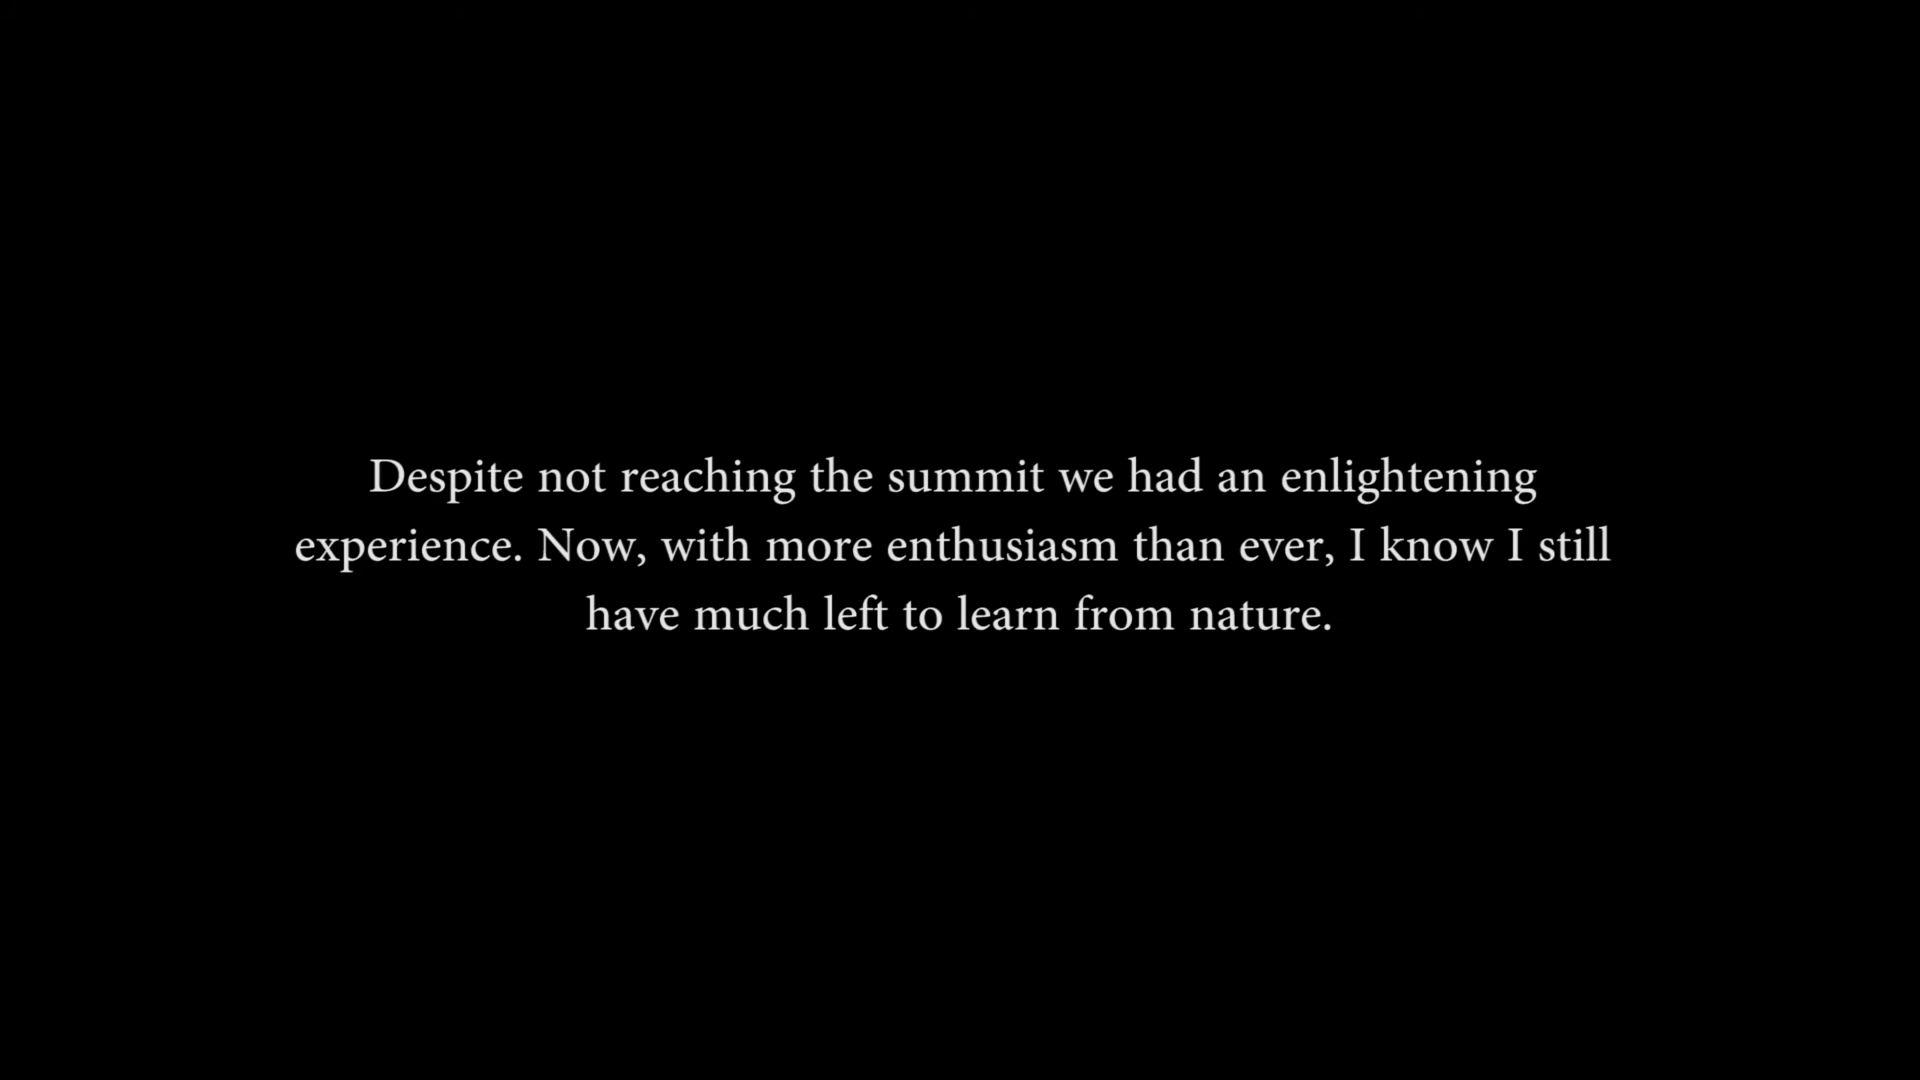 Despite not reaching the summit we had an enlightening
experience. Now, with more enthusiasm than ever, I know I still
have much left to learn from nature.